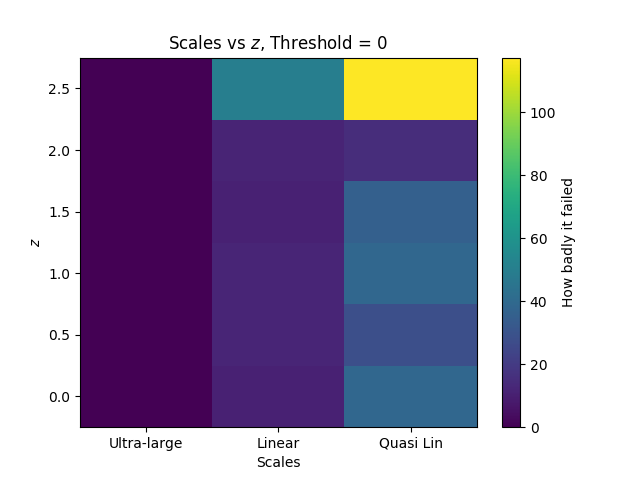 Scales vs z, Threshold = 0
2.5
2.0
1.5
1.0
0.5
0.0
z
Ultra-large
Linear
Quasi Lin
Scales
100
80
60
40
20
0
How badly it failed